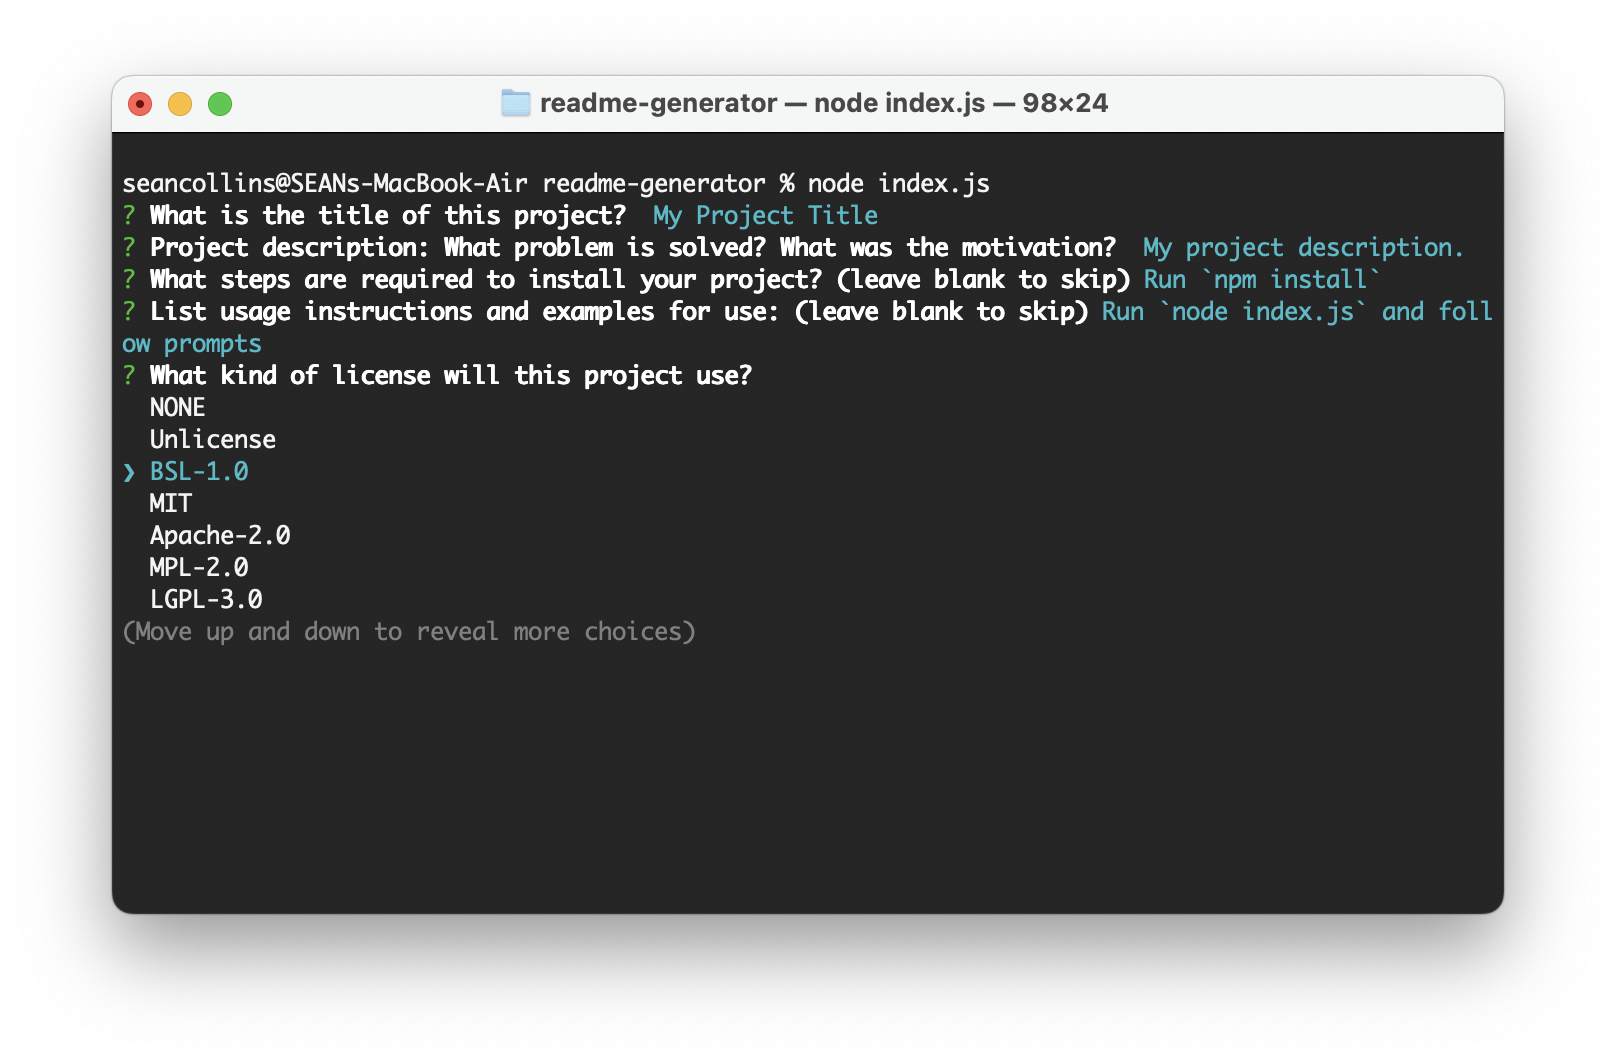 readme-generator — node index.js — 98×24
seancollins@SEANs-MacBook-Air readme-generator % node index.js
? What is the title of this project?  My Project Title
? Project description: What problem is solved? What was the motivation?  My project description.
? What steps are required to install your project? (leave blank to skip) Run `npm install`
? List usage instructions and examples for use: (leave blank to skip) Run `node index.js` and foll
ow prompts
? What kind of license will this project use?
  NONE
  Unlicense
❯ BSL-1.0
  MIT
  Apache-2.0
  MPL-2.0
  LGPL-3.0
(Move up and down to reveal more choices)